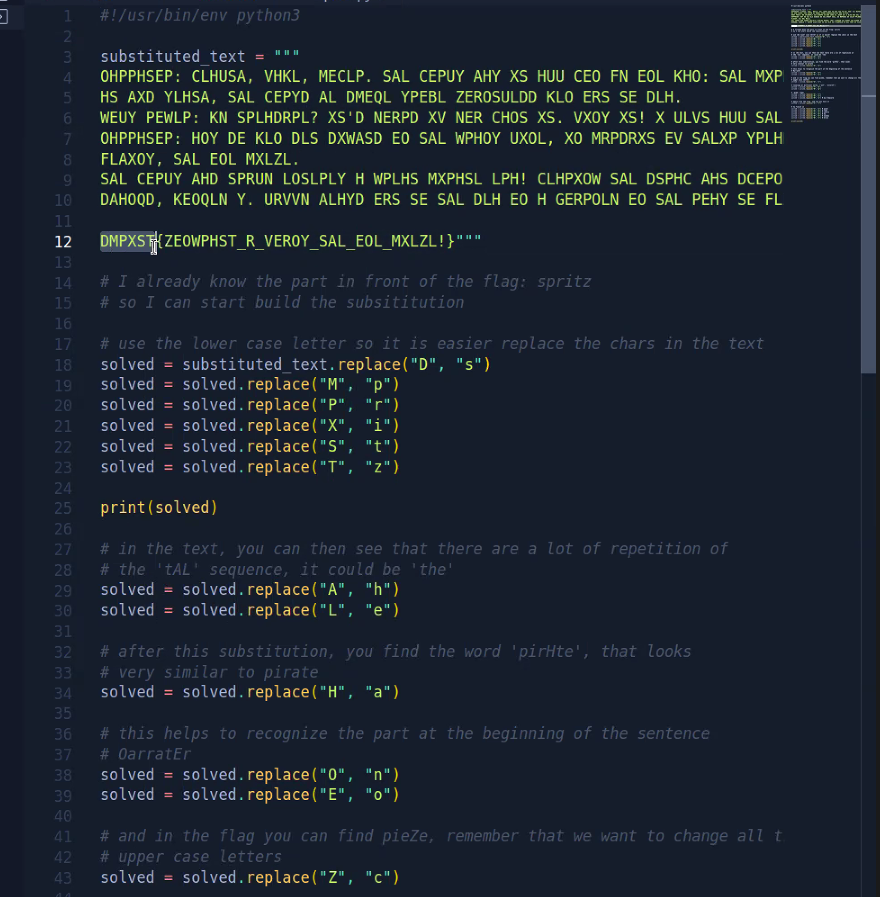 1 #!/usr/bin/env python3
2
3 substituted_text = """
4 OHPPHSEP: CLHUSA, VHKL, MECLP. SAL CEPUY AHY XS HUU CEO FN EOL KHO: SAL MXP
5 HS AXD YLHSA, SAL CEPYD AL DMEQL YPEBL ZEROSULDD KLO ERS SE DLH.
6 WEUY PEWLP: KN SPLHDRPL? XS'D NERPD XV NER CHOS XS. VXOY XS! X ULVS HUU SAL
7 OHPPHSEP: HOY DE KLO DLS DXWASD EO SAL WPHOY UXOL, XO MRPDRXS EV SALXP YPLH
8 FLAXOY, SAL EOL MXLZL.
9 SAL CEPUY AHD SPRUN LOSLPLY H WPLHS MXPHSL LPH! CLHPXOW SAL DSPHC AHS DCEPO
10 DAHOQD, KEOQLN Y. URVVN ALHYD ERS SE SAL DLH EO H GERPOLN EO SAL PEHY SE FL
11
12 DMPXST{ZEOWPHST_R_VEROY_SAL_EOL_MXLZL!}"""
13
14 # I already know the part in front of the flag: spritz
15 # so I can start build the subsititution
16
17 # use the lower case letter so it is easier replace the chars in the text
18 solved = substituted_text.replace("D", "s")
19 solved = solved.replace("M", "p")
20 solved = solved.replace("P", "r")
21 solved = solved.replace("X", "i")
22 solved = solved.replace("S", "t")
23 solved = solved.replace("T", "z")
24
25 print(solved)
26
27 # in the text, you can then see that there are a lot of repetition of
28 # the 'tAL' sequence, it could be 'the'
29 solved = solved.replace("A", "h")
30 solved = solved.replace("L", "e")
31
32 # after this substitution, you find the word 'pirHte', that looks
33 # very similar to pirate
34 solved = solved.replace("H", "a")
35
36 # this helps to recognize the part at the beginning of the sentence
37 # OarratEr
38 solved = solved.replace("O", "n")
39 solved = solved.replace("E", "o")
40
41 # and in the flag you can find pieZe, remember that we want to change all t
42 # upper case letters
43 solved = solved.replace("Z", "c")